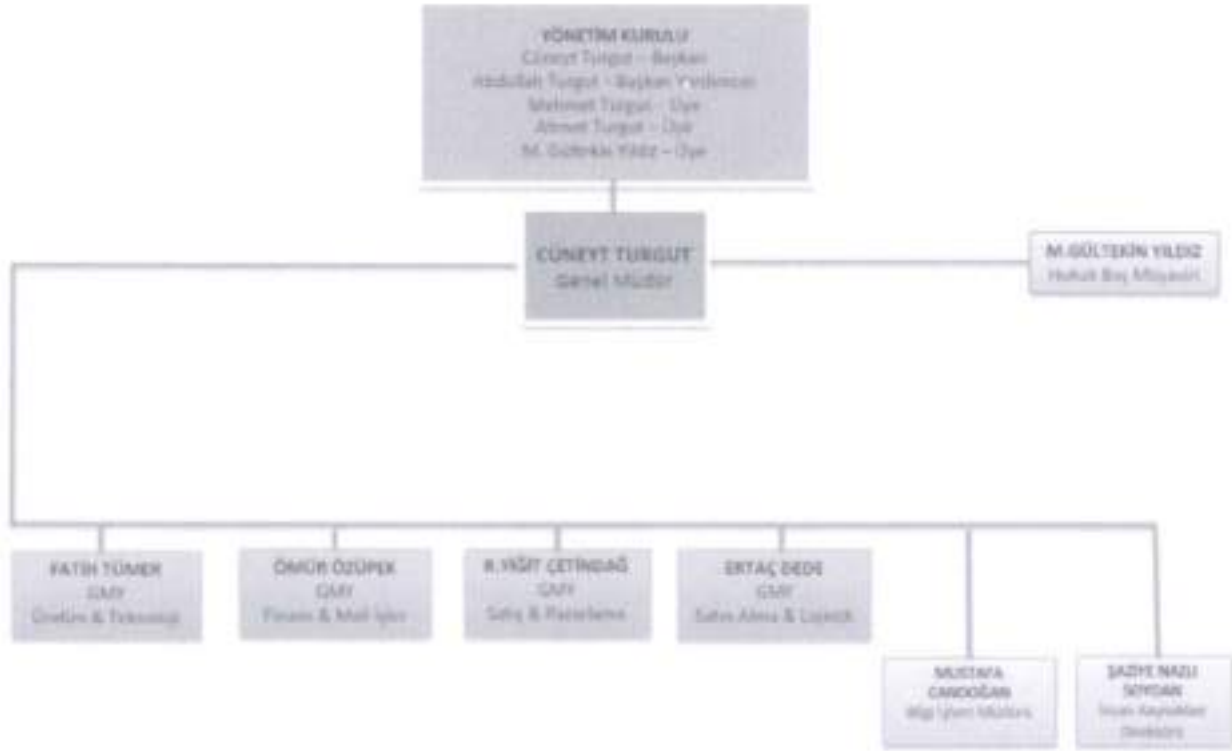 YÖNETİM KURULU
Cüneyt Turgut – Başkan
Abdullah Turgut - Başkan Yardımcısı
Mehmet Turgut – Üye
Ahmet Turgut – Üye
M. Gültekin Yıldız – Üye
CÜNEYT TURGUT
Genel Müdür
M.GÜLTEKİN YILDIZ
Hukuk Baş Müşaviri
FATİH TÜMER
GMY
Üretim & Teknoloji
ÖMÜR ÖZÜPEK
GMY
Finans & Mali İşler
R.YİĞİT ÇETİNDAĞ
GMY
Satış & Pazarlama
ERTAÇ DEDE
GMY
Satın Alma & Lojistik
MUSTAFA
CANDOĞAN
Bilgi İşlem Müdürü
ŞAZİYE NAZLI
SOYDAN
İnsan Kaynakları
Direktörü